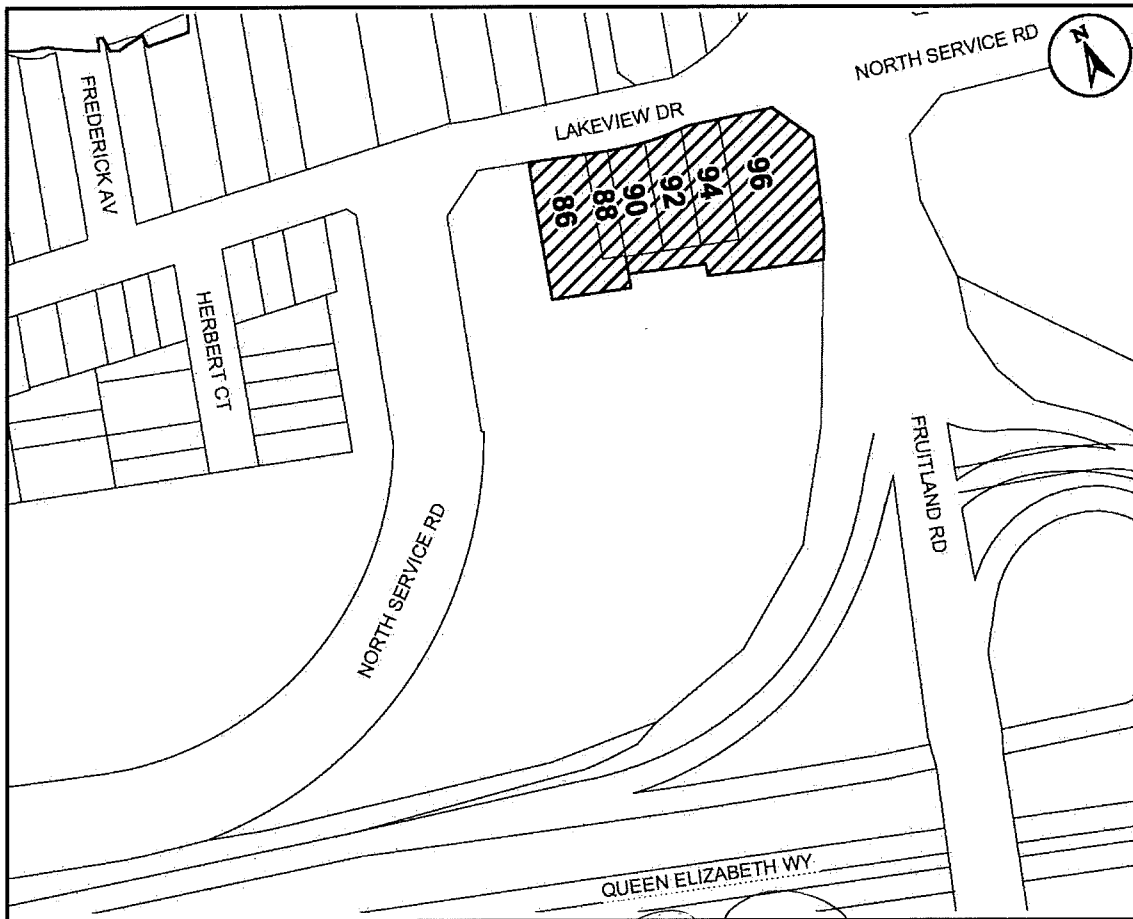 NORTH SERVICE RD
N
LAKEVIEW DR
FREDERICK AV
86
88
90
92
94
96
HERBERT CT
FRUITLAND RD
NORTH SERVICE RD
QUEEN ELIZABETH WY